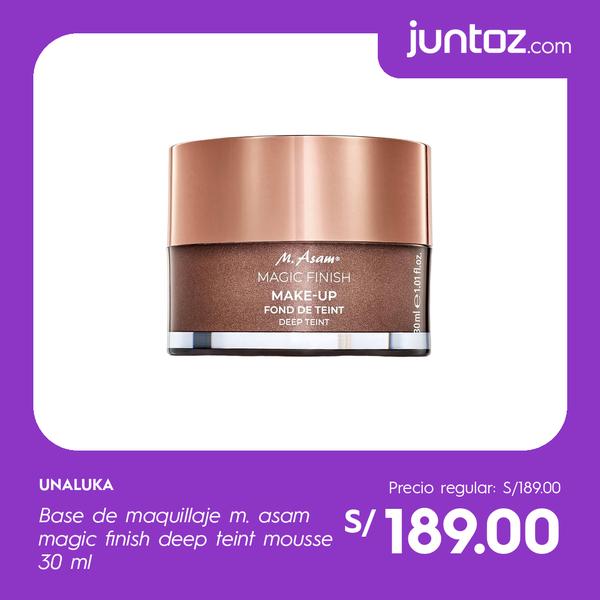 juntoz.com
M. Asam®
MAGIC FINISH
MAKE-UP
FOND DE TEINT
DEEP TEINT
30ml ℮ 1.01 fl.oz.
UNALUKA
Base de maquillaje m. asam
magic finish deep teint mousse
30 ml
Precio regular: S/189.00
S/ 189.00